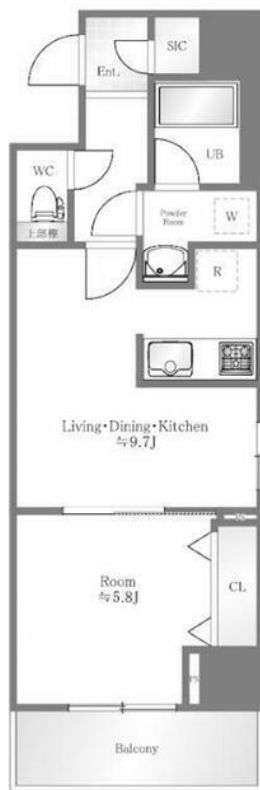 Ent.
SIC
UB
WC
上部棚
Powder
Room
W
R
Living・Dining・Kitchen
≒9.7J
Room
≒5.8J
CL
PS
Balcony